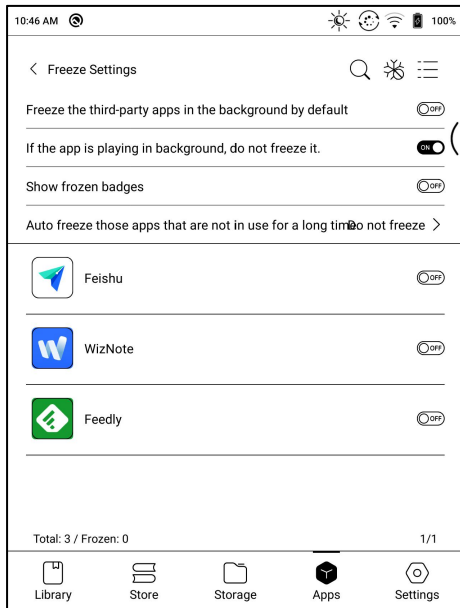 10:46 AM 100%
Freeze Settings
Freeze the third-party apps in the background by default OFF
If the app is playing in background, do not freeze it. ON
Show frozen badges OFF
Auto freeze those apps that are not in use for a long time Do not freeze
Feishu OFF
WizNote OFF
Feedly OFF
Total: 3 / Frozen: 0 1/1
Library Store Storage Apps Settings